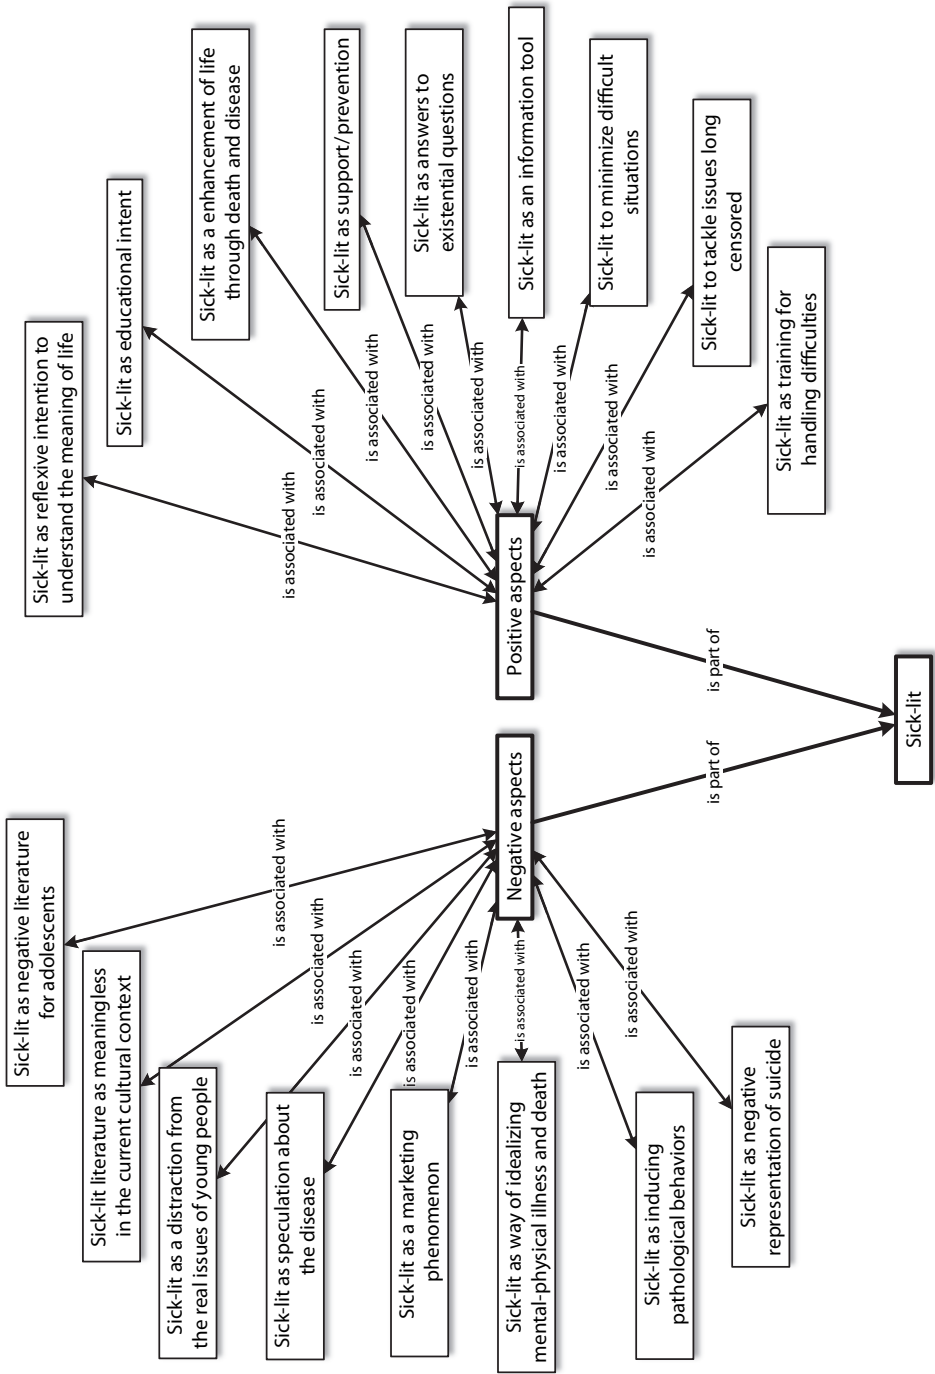 Sick-lit as negative literature
for adolescents
Sick-lit literature as meaningless
in the current cultural context
Sick-lit as a distraction from
the real issues of young people
Sick-lit as speculation about
the disease
Sick-lit as a marketing
phenomenon
Sick-lit as way of idealizing
mental-physical illness and death
Sick-lit as inducing
pathological behaviors
Sick-lit as negative
representation of suicide
is associated with
is associated with
is associated with
is associated with
is associated with
is associated with
is associated with
is associated with
Negative aspects
is part of
Sick-lit
is part of
Positive aspects
is associated with
is associated with
is associated with
is associated with
is associated with
is associated with
is associated with
is associated with
is associated with
Sick-lit as reflexive intention to
understand the meaning of life
Sick-lit as educational intent
Sick-lit as a enhancement of life
through death and disease
Sick-lit as support/prevention
Sick-lit as answers to
existential questions
Sick-lit as an information tool
Sick-lit to minimize difficult
situations
Sick-lit to tackle issues long
censored
Sick-lit as training for
handling difficulties